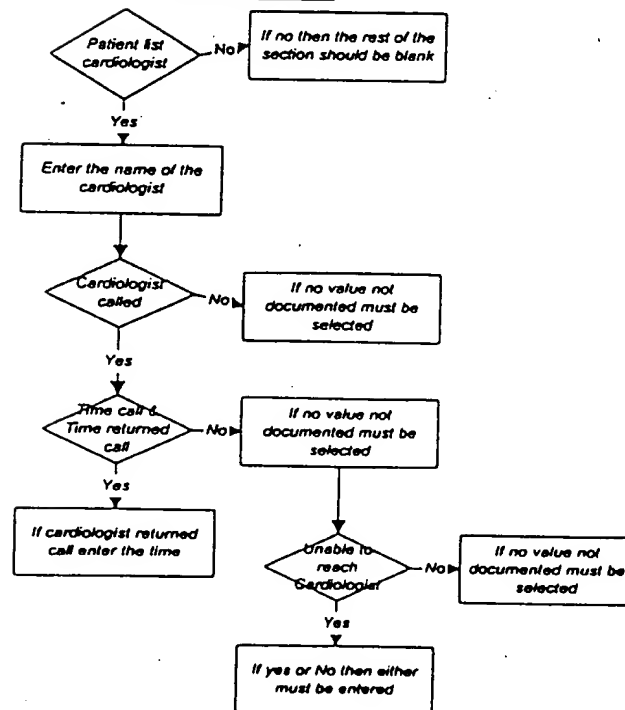 Patient list
cardiologist
No
If no then the rest of the
section should be blank
Yes
Enter the name of the
cardiologist
Cardiologist
called
No
If no value not
documented must be
selected
Yes
Time call &
Time returned
call
No
If no value not
documented must be
selected
Yes
If cardiologist returned
call enter the time
Unable to
reach
Cardiologist
No
If no value not
documented must be
selected
Yes
If yes or No then either
must be entered